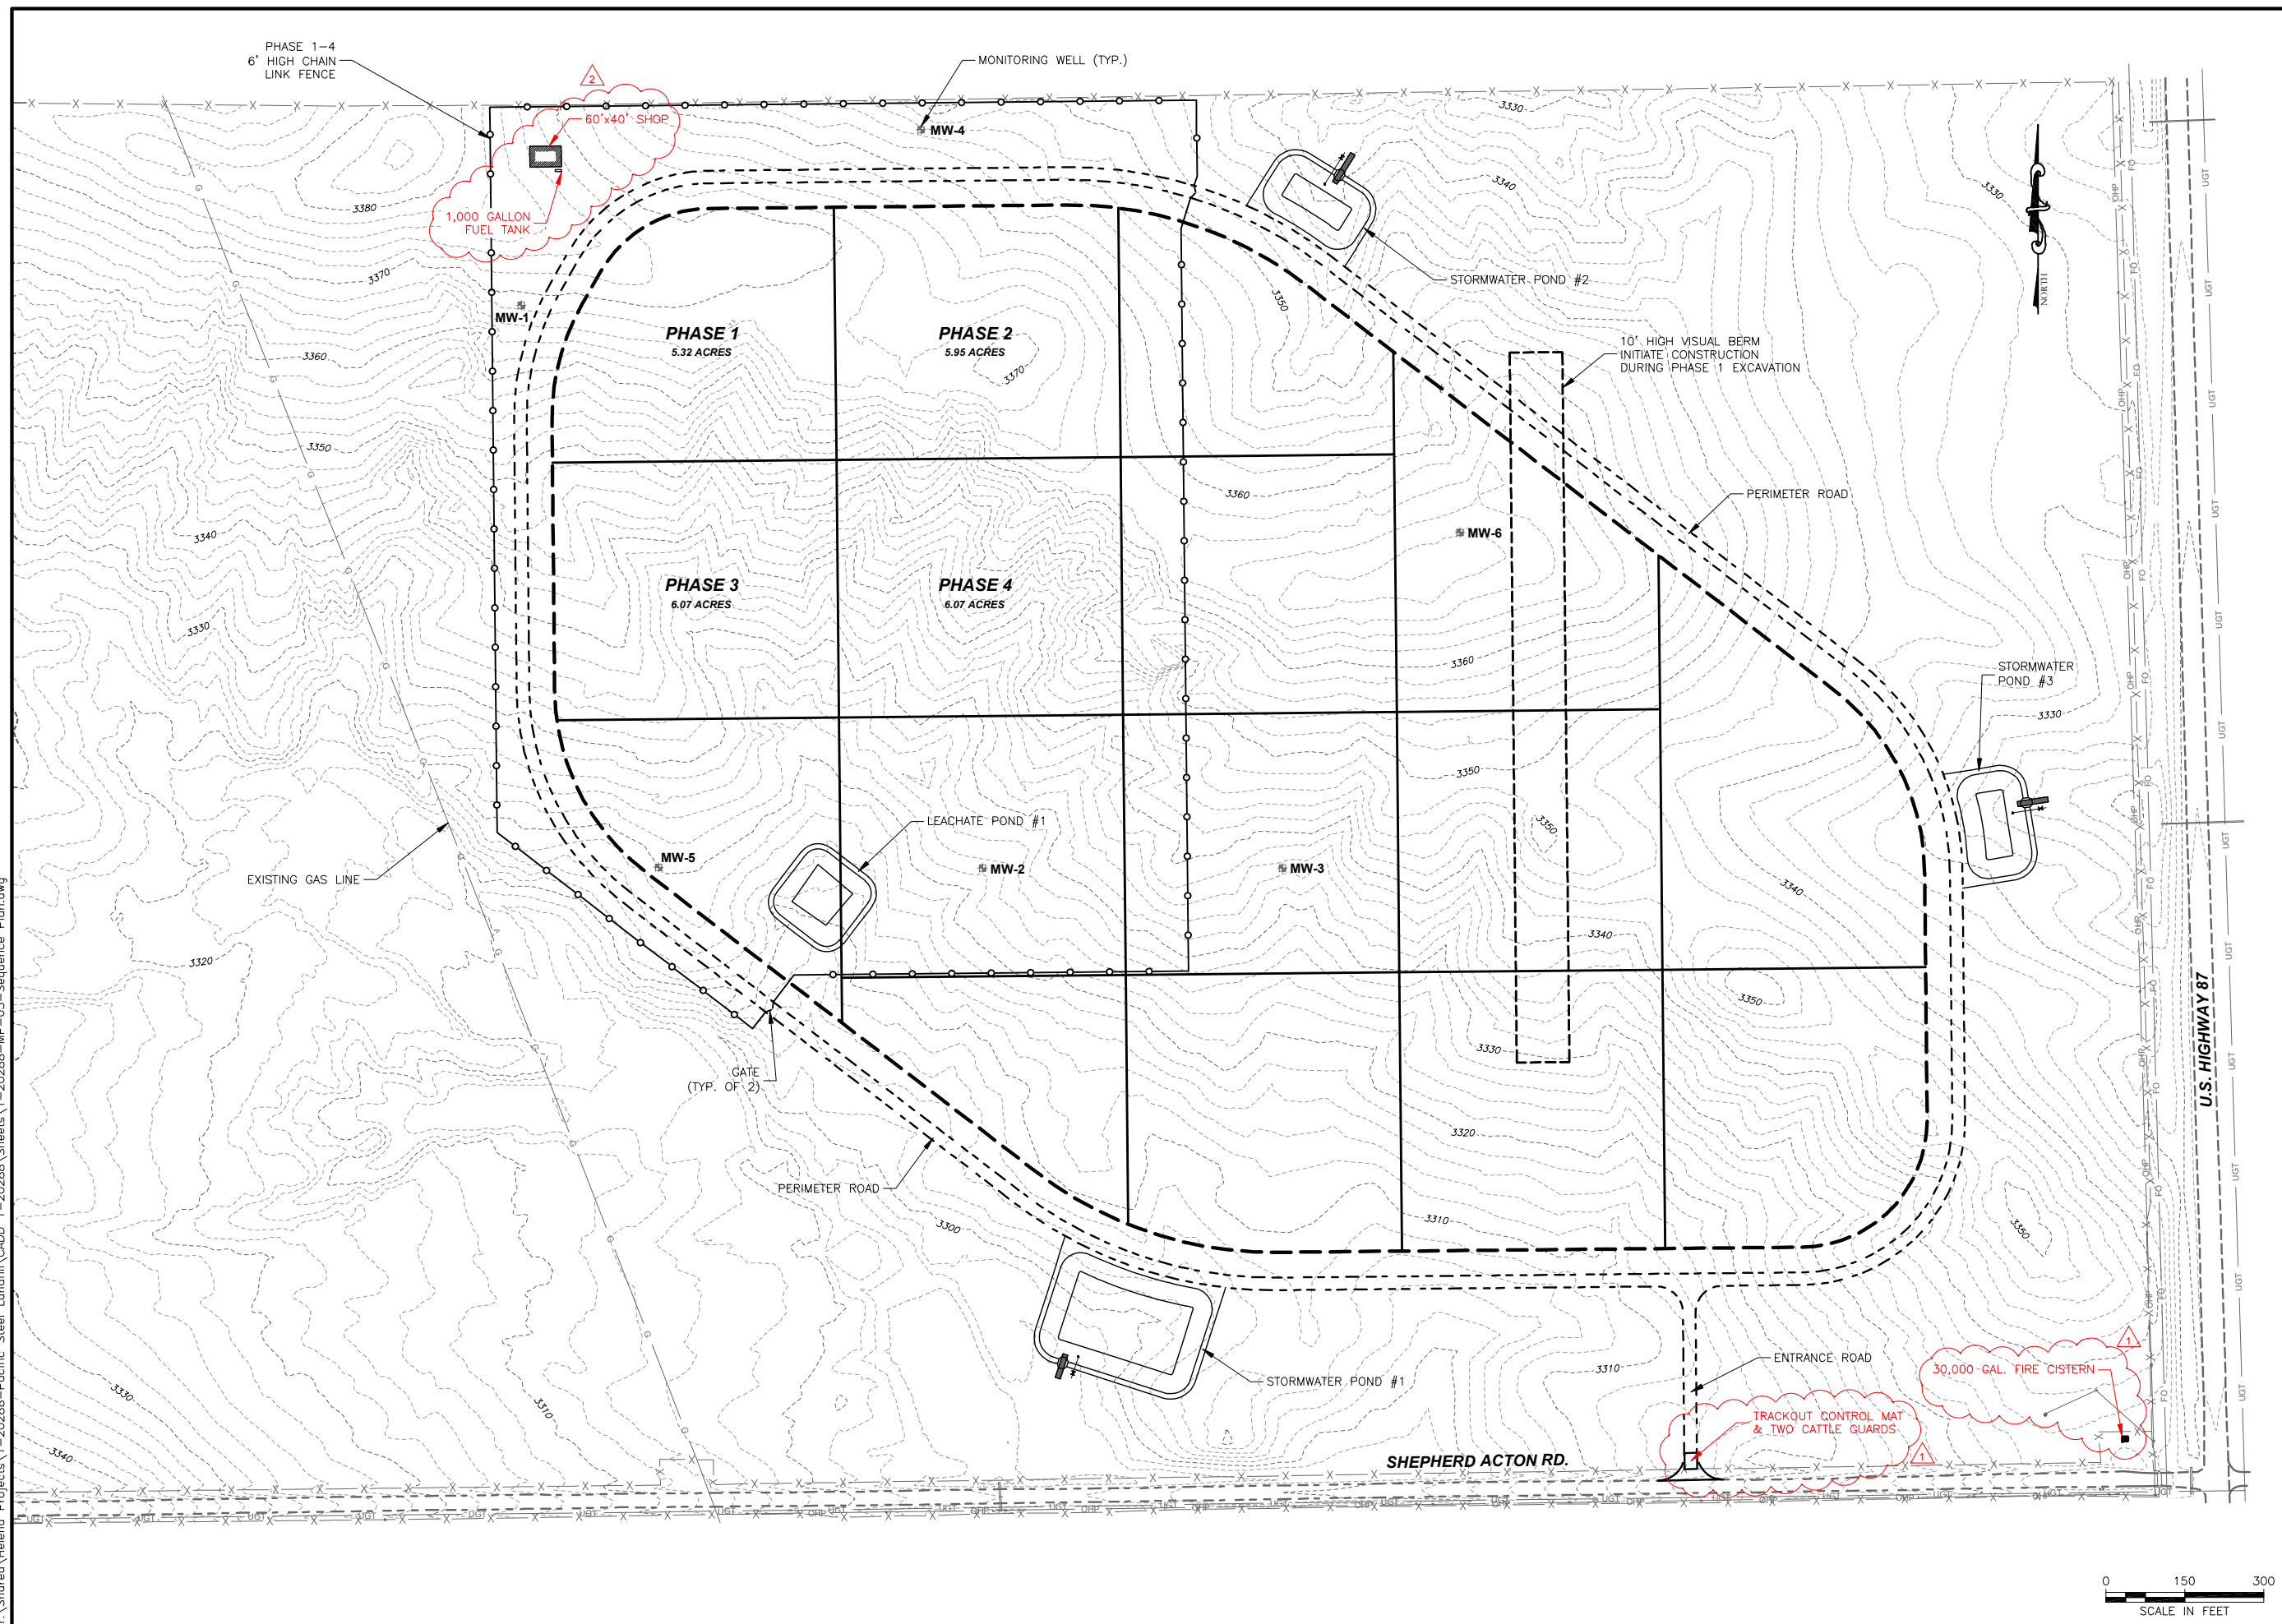 PHASE 1-4
6' HIGH CHAIN
LINK FENCE
MONITORING WELL (TYP.)
2
60'x40' SHOP
MW-4
1,000 GALLON
FUEL TANK
3380
3370
3330
3340
3330
NORTH
STORMWATER POND #2
MW-1
3350
PHASE 1
5.32 ACRES
PHASE 2
5.95 ACRES
3370
3360
10' HIGH VISUAL BERM
INITIATE CONSTRUCTION
DURING PHASE 1 EXCAVATION
3350
3360
PERIMETER ROAD
3340
MW-6
PHASE 3
6.07 ACRES
PHASE 4
6.07 ACRES
3330
3360
STORMWATER
POND #3
3330
3350
LEACHATE POND #1
3350
MW-5
MW-2
MW-3
EXISTING GAS LINE
3340
3340
3320
3350
U.S. HIGHWAY 87
3330
GATE
(TYP. OF 2)
3320
PERIMETER ROAD
3300
3310
3350
3310
ENTRANCE ROAD
1
30,000 GAL. FIRE CISTERN
STORMWATER POND #1
3330
3310
TRACKOUT CONTROL MAT
& TWO CATTLE GUARDS
1
3340
SHEPHERD ACTON RD.
0 150 300
SCALE IN FEET